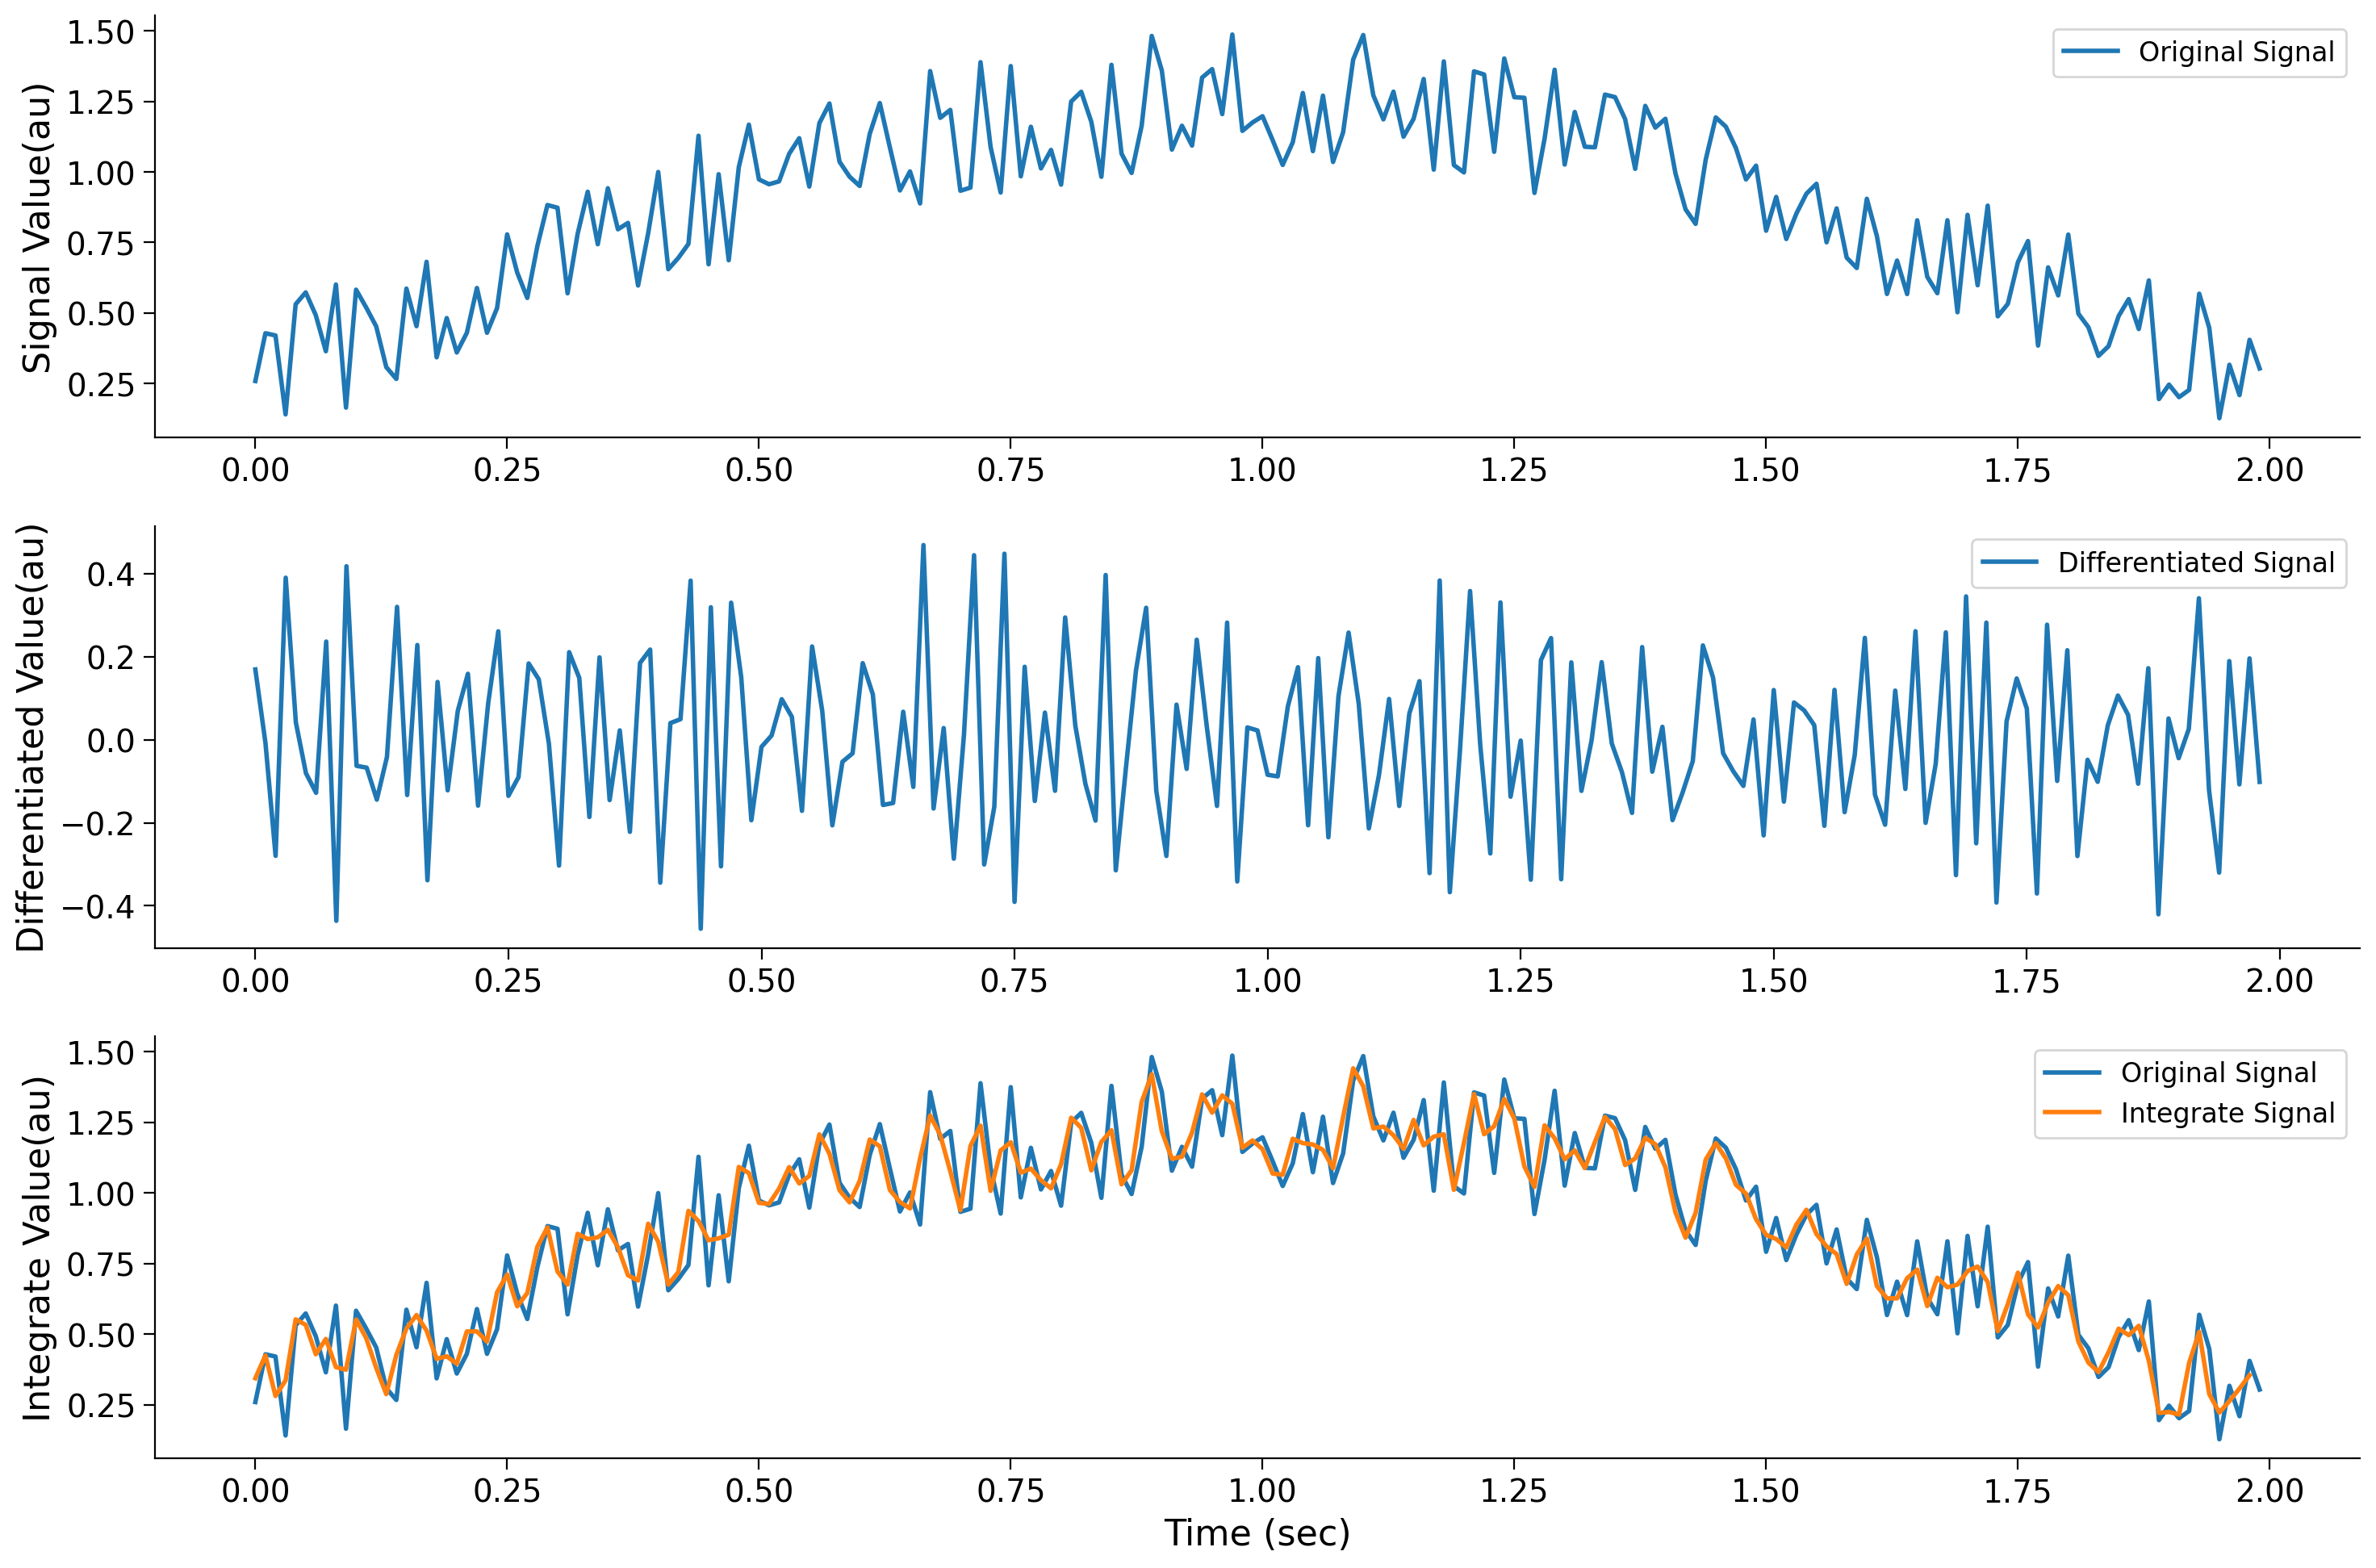 Signal Value(au)
1.50
1.25
1.00
0.75
0.50
0.25
Original Signal
0.00 0.25 0.50 0.75 1.00 1.25 1.50 1.75 2.00
Differentiated Value(au)
0.4
0.2
0.0
−0.2
−0.4
Differentiated Signal
0.00 0.25 0.50 0.75 1.00 1.25 1.50 1.75 2.00
Integrate Value(au)
1.50
1.25
1.00
0.75
0.50
0.25
Original Signal
Integrate Signal
0.00 0.25 0.50 0.75 1.00 1.25 1.50 1.75 2.00
Time (sec)